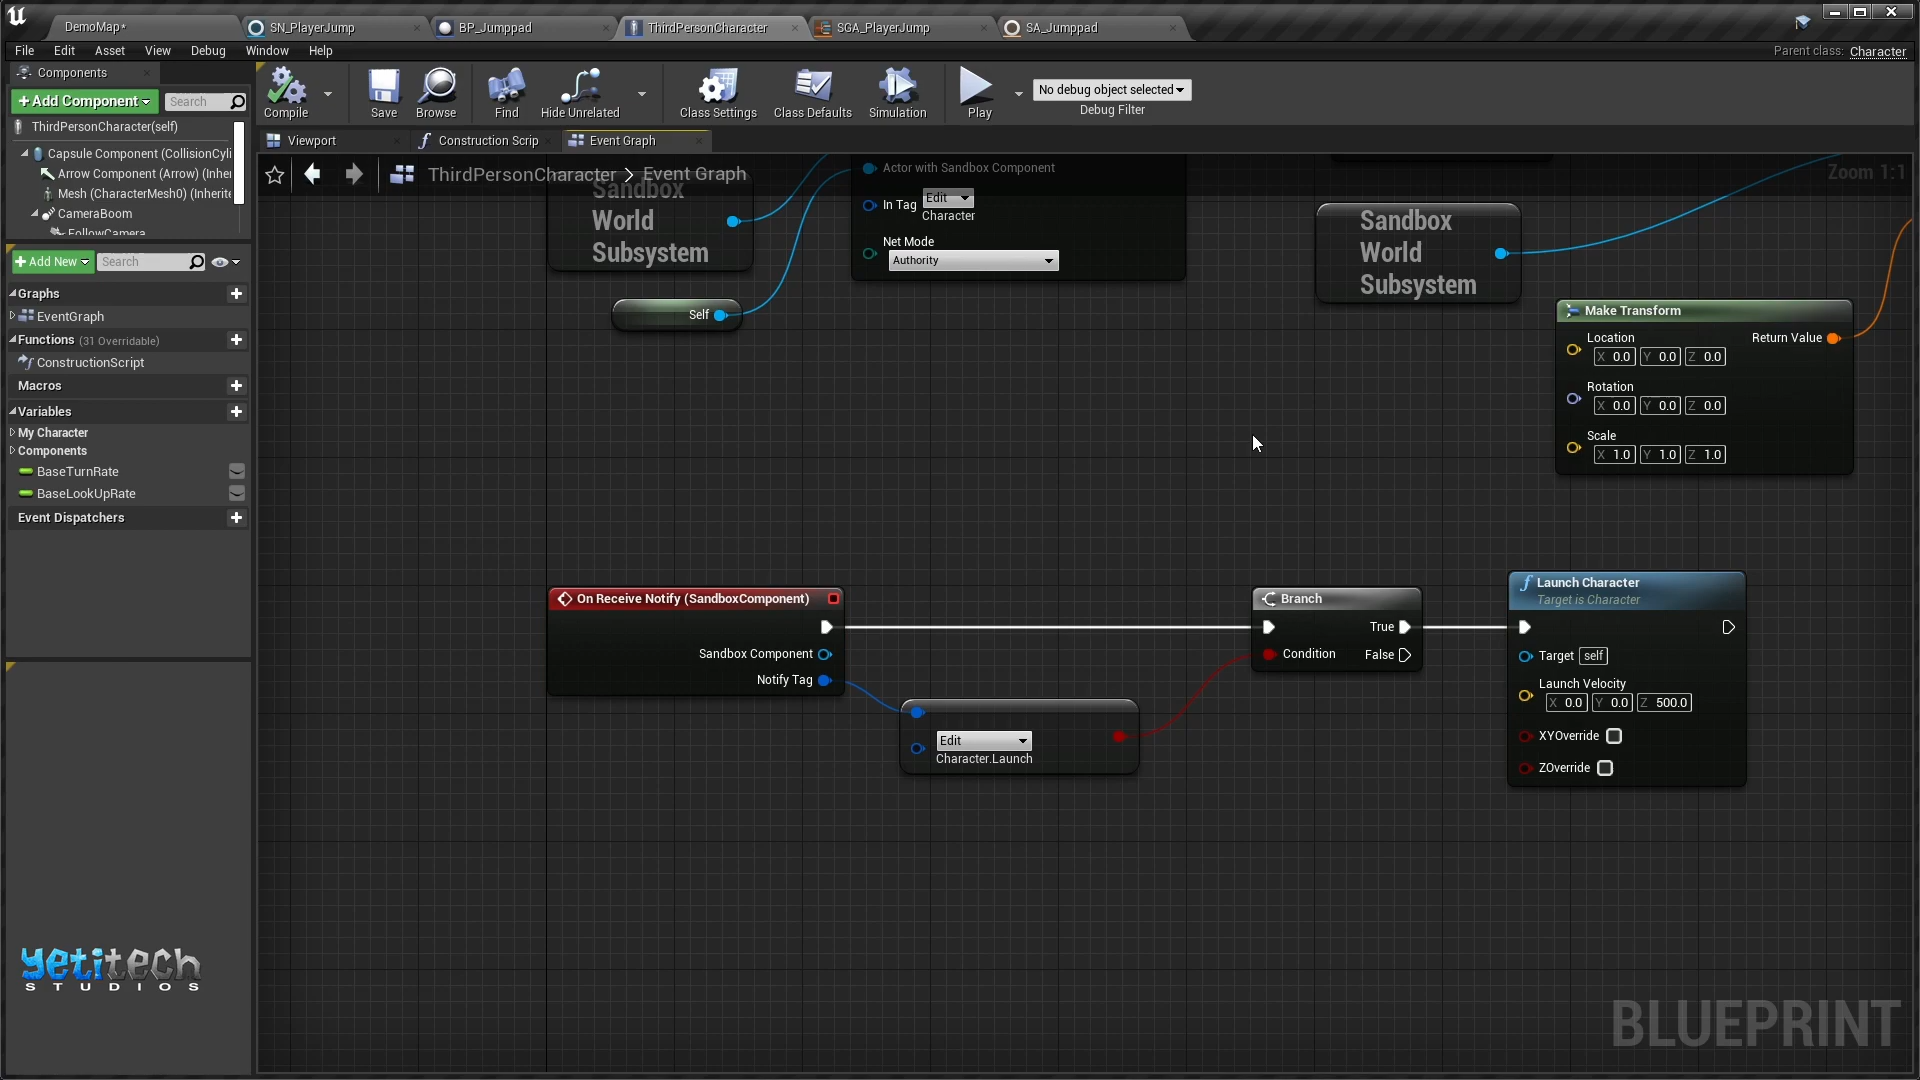 DemoMap*
SN_PlayerJump
BP_Jumppad
ThirdPersonCharacter
SGA_PlayerJump
SA_Jumppad
File Edit Asset View Debug Window Help
Parent class: Character
Components
+Add Component
Search
ThirdPersonCharacter(self)
Capsule Component (CollisionCyli
Arrow Component (Arrow) (Inhe
Mesh (CharacterMesh0) (Inherite
CameraBoom
FollowCamera
+Add New
Search
Graphs
EventGraph
Functions (31 Overridable)
ConstructionScript
Macros
Variables
My Character
Components
BaseTurnRate
BaseLookUpRate
Event Dispatchers
Compile
Save
Browse
Find
Hide Unrelated
Class Settings
Class Defaults
Simulation
Play
No debug object selected
Debug Filter
Viewport
Construction Scrip
Event Graph
ThirdPersonCharacter > Event Graph
Zoom 1:1
Sandbox
World
Subsystem
Self
Actor with Sandbox Component
In Tag
Edit
Character
Net Mode
Authority
Sandbox
World
Subsystem
Make Transform
Location
X 0.0 Y 0.0 Z 0.0
Return Value
Rotation
X 0.0 Y 0.0 Z 0.0
Scale
X 1.0 Y 1.0 Z 1.0
On Receive Notify (SandboxComponent)
Sandbox Component
Notify Tag
Edit
Character.Launch
Branch
True
Condition
False
Launch Character
Target is Character
Target self
Launch Velocity
X 0.0 Y 0.0 Z 500.0
XYOverride
ZOverride
yetitech
STUDIOS
BLUEPRINT